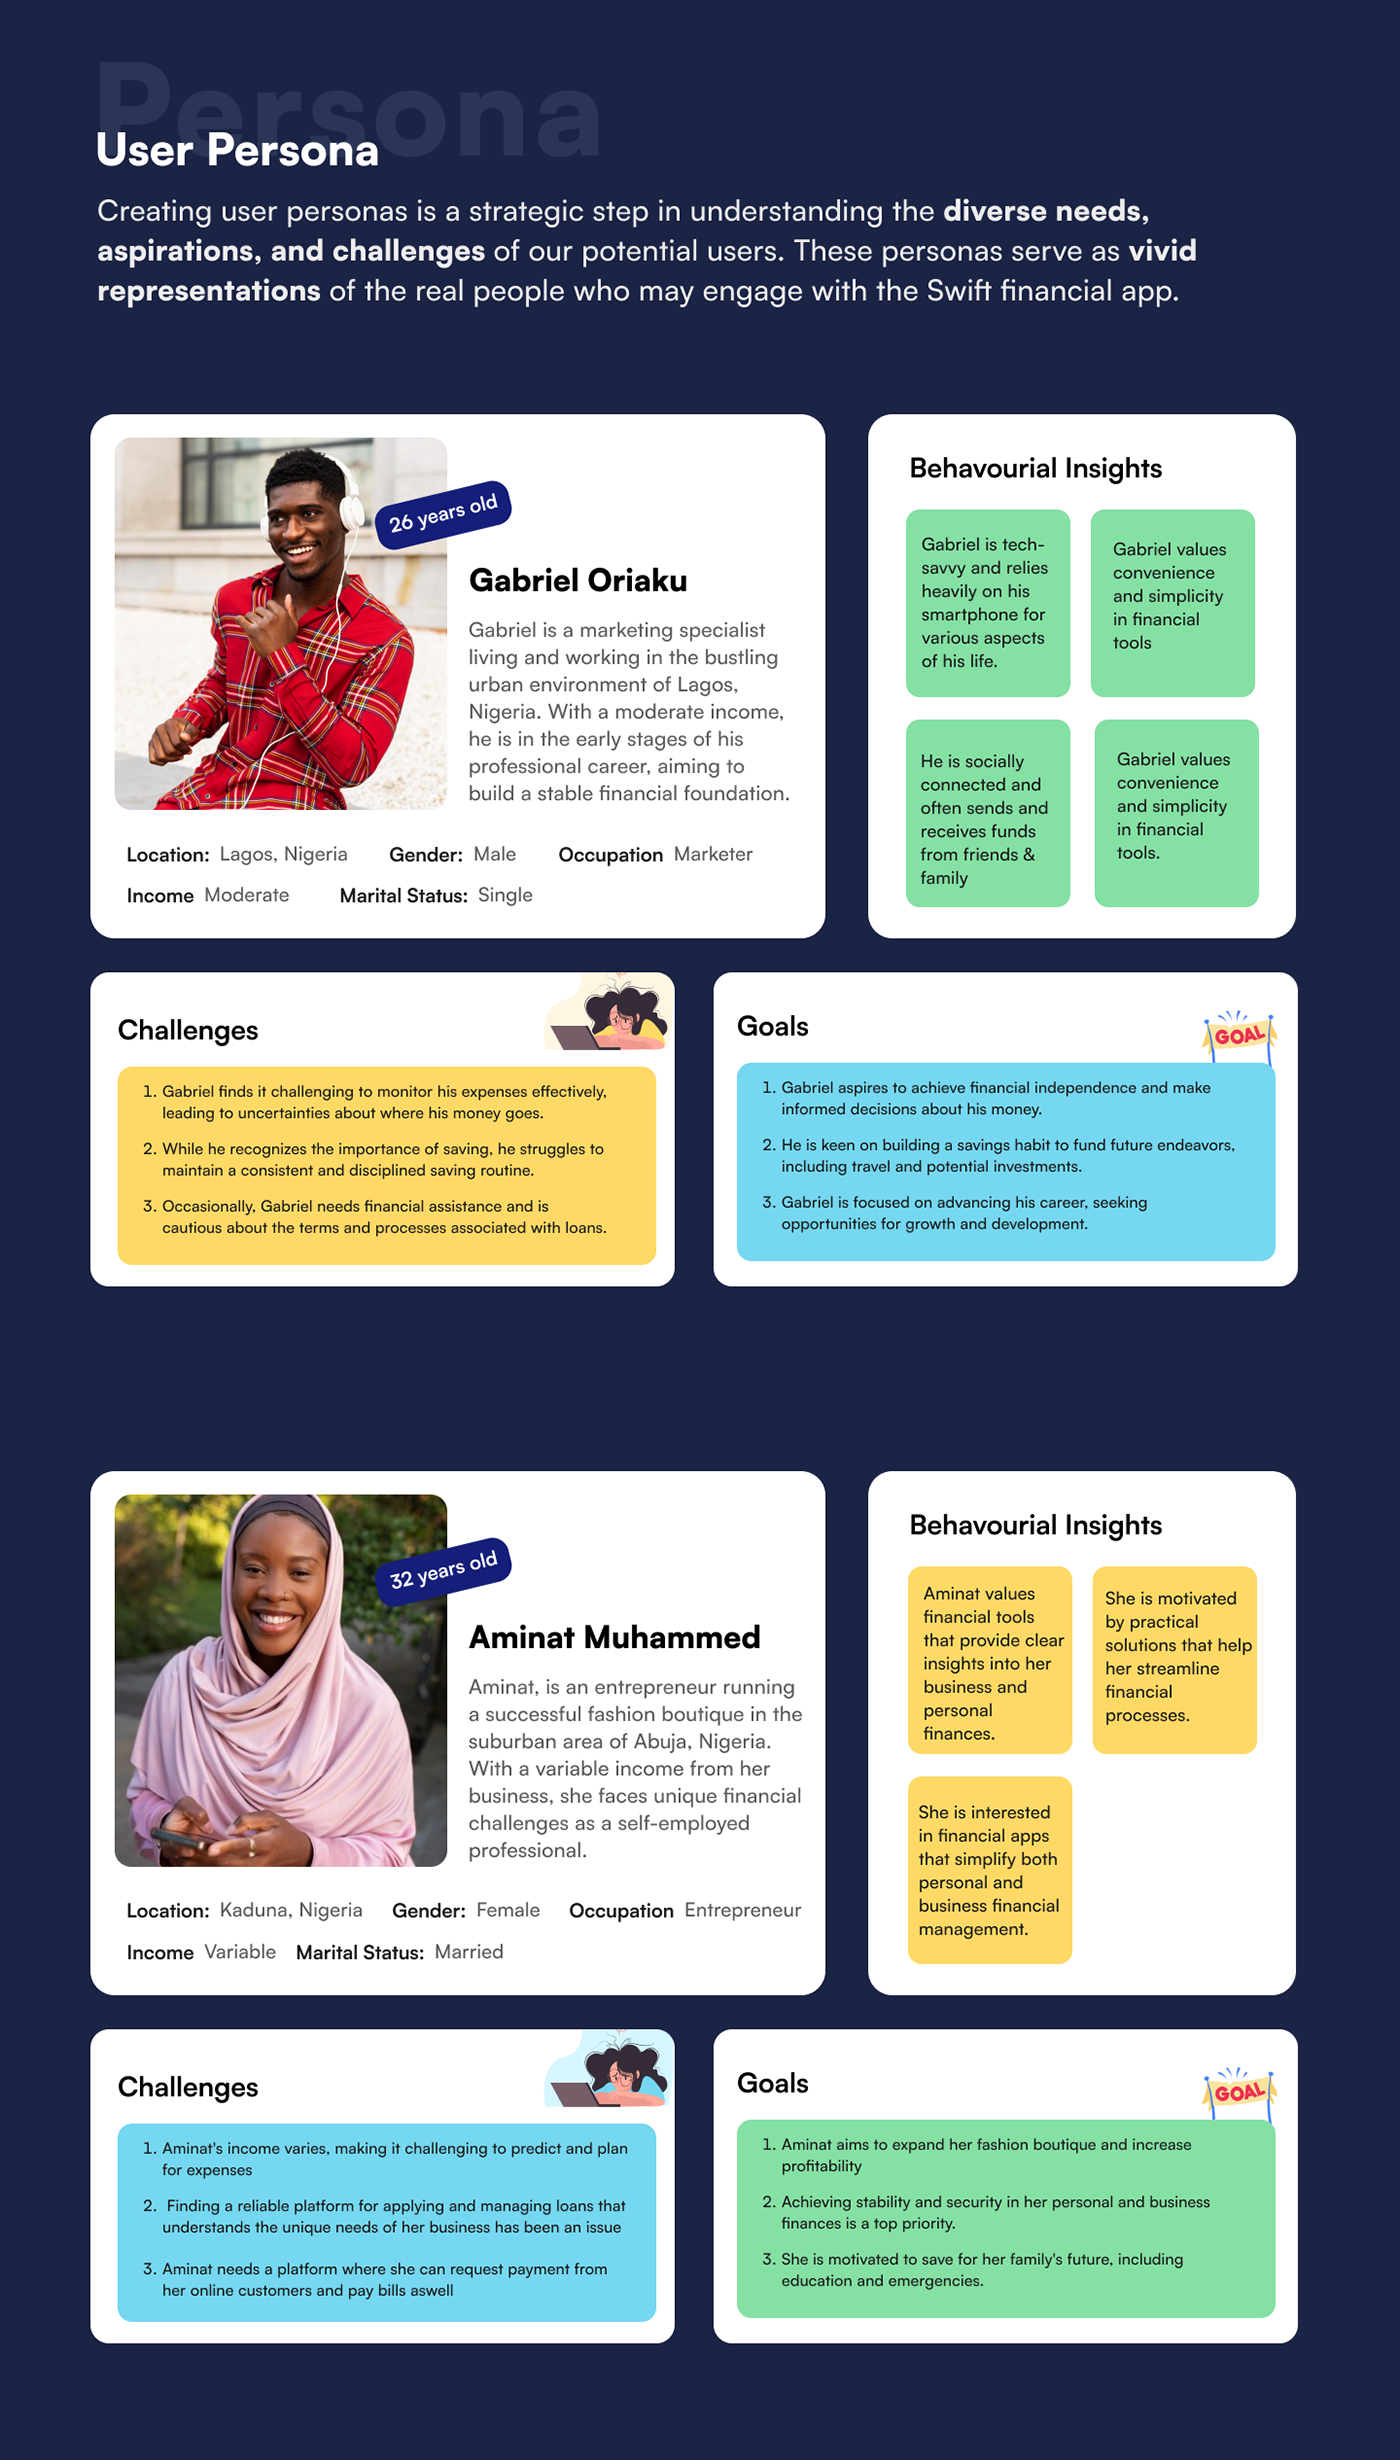 Persona
User Persona
Creating user personas is a strategic step in understanding the diverse needs,
aspirations, and challenges of our potential users. These personas serve as vivid
representations of the real people who may engage with the Swift financial app.
26 years old
Gabriel Oriaku
Gabriel is a marketing specialist
living and working in the bustling
urban environment of Lagos,
Nigeria. With a moderate income,
he is in the early stages of his
professional career, aiming to
build a stable financial foundation.
Location: Lagos, Nigeria Gender: Male Occupation Marketer
Income Moderate Marital Status: Single
Behavourial Insights
Gabriel is tech-
savvy and relies
heavily on his
smartphone for
various aspects
of his life.
Gabriel values
convenience
and simplicity
in financial
tools
He is socially
connected and
often sends and
receives funds
from friends &
family
Gabriel values
convenience
and simplicity
in financial
tools.
Challenges
1. Gabriel finds it challenging to monitor his expenses effectively,
leading to uncertainties about where his money goes.
2. While he recognizes the importance of saving, he struggles to
maintain a consistent and disciplined saving routine.
3. Occasionally, Gabriel needs financial assistance and is
cautious about the terms and processes associated with loans.
Goals
GOAL
1. Gabriel aspires to achieve financial independence and make
informed decisions about his money.
2. He is keen on building a savings habit to fund future endeavors,
including travel and potential investments.
3. Gabriel is focused on advancing his career, seeking
opportunities for growth and development.
32 years old
Aminat Muhammed
Aminat, is an entrepreneur running
a successful fashion boutique in the
suburban area of Abuja, Nigeria.
With a variable income from her
business, she faces unique financial
challenges as a self-employed
professional.
Location: Kaduna, Nigeria Gender: Female Occupation Entrepreneur
Income Variable Marital Status: Married
Behavourial Insights
Aminat values
financial tools
that provide clear
insights into her
business and
personal
finances.
She is motivated
by practical
solutions that help
her streamline
financial
processes.
She is interested
in financial apps
that simplify both
personal and
business financial
management.
Challenges
1. Aminat's income varies, making it challenging to predict and plan
for expenses
2. Finding a reliable platform for applying and managing loans that
understands the unique needs of her business has been an issue
3. Aminat needs a platform where she can request payment from
her online customers and pay bills aswell
Goals
GOAL
1. Aminat aims to expand her fashion boutique and increase
profitability
2. Achieving stability and security in her personal and business
finances is a top priority.
3. She is motivated to save for her family's future, including
education and emergencies.